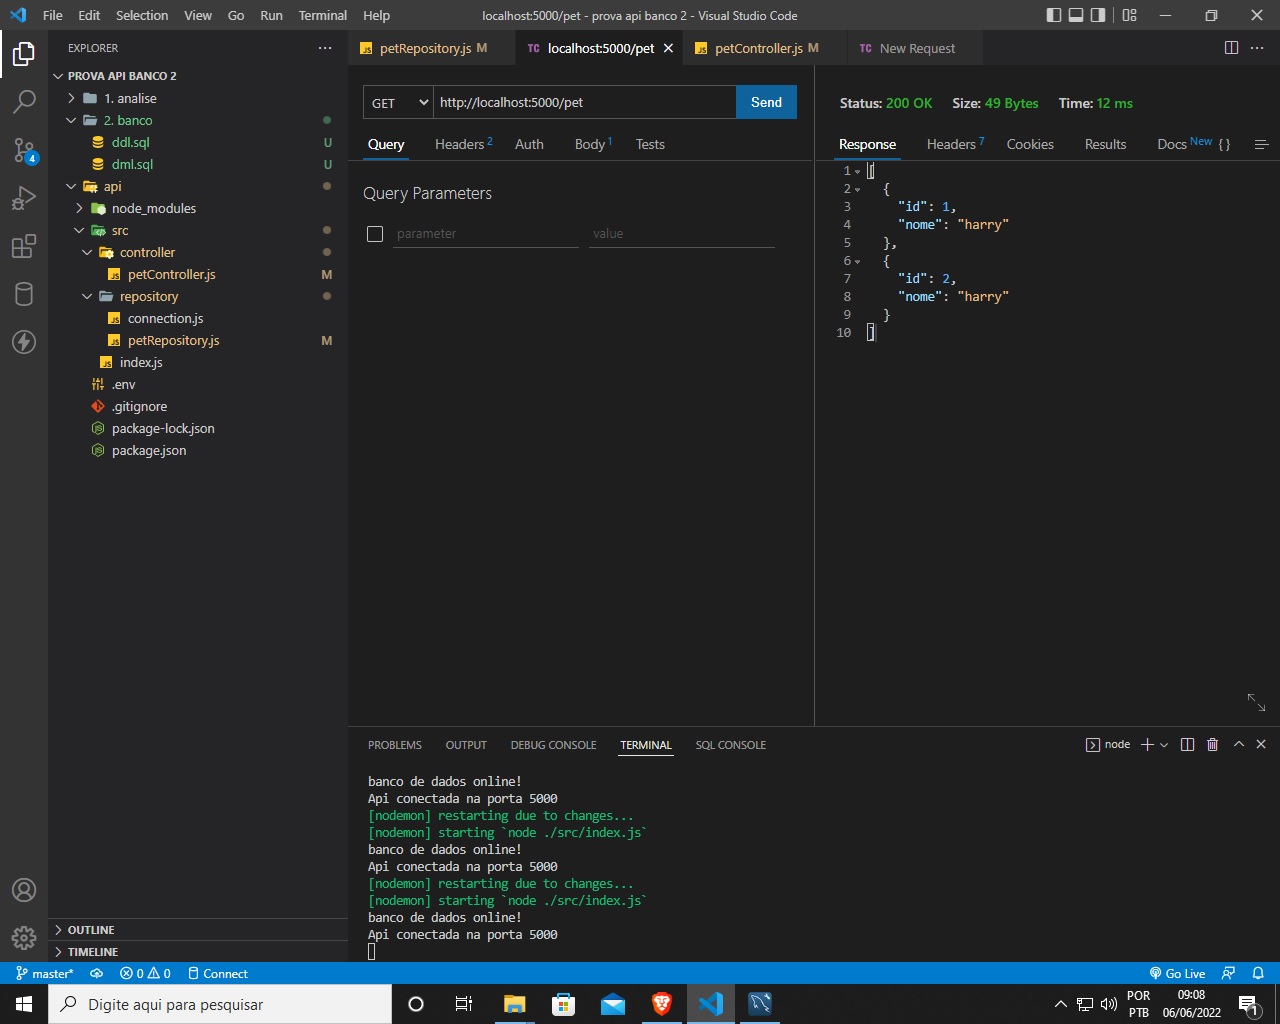 File Edit Selection View Go Run Terminal Help
localhost:5000/pet - prova api banco 2 - Visual Studio Code
EXPLORER
PROVA API BANCO 2
1. analise
2. banco
ddl.sql U
dml.sql U
api
node_modules
src
controller
petController.js M
repository
connection.js
petRepository.js M
index.js
.env
.gitignore
package-lock.json
package.json
OUTLINE
TIMELINE
4
JS petRepository.js M
TC localhost:5000/pet
JS petController.js M
TC New Request
GET http://localhost:5000/pet Send
Query Headers 2 Auth Body 1 Tests
Query Parameters
parameter value
Status: 200 OK Size: 49 Bytes Time: 12 ms
Response Headers 7 Cookies Results Docs New {}
1 [
2 {
3 "id": 1,
4 "nome": "harry"
5 },
6 {
7 "id": 2,
8 "nome": "harry"
9 }
10 ]
PROBLEMS OUTPUT DEBUG CONSOLE TERMINAL SQL CONSOLE
node
banco de dados online!
Api conectada na porta 5000
[nodemon] restarting due to changes...
[nodemon] starting `node ./src/index.js`
banco de dados online!
Api conectada na porta 5000
[nodemon] restarting due to changes...
[nodemon] starting `node ./src/index.js`
banco de dados online!
Api conectada na porta 5000
master* 0 0 Connect
Go Live
Digite aqui para pesquisar
POR
PTB
09:08
06/06/2022
1